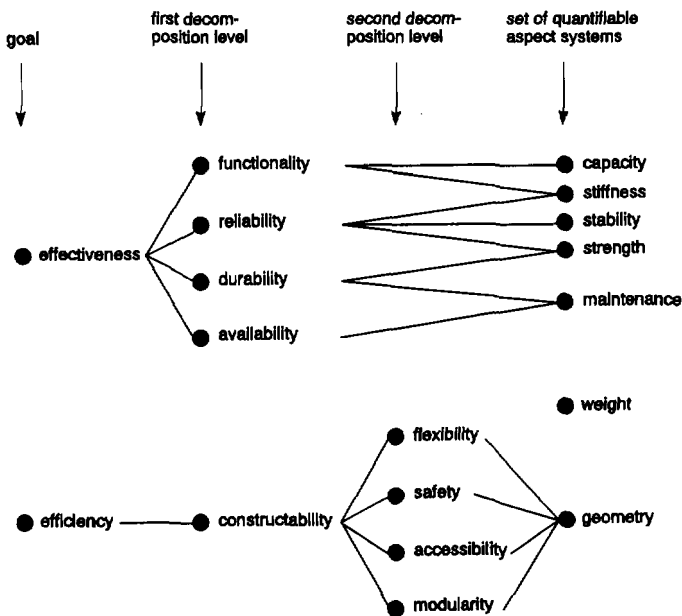 goal
first decom-
position level
second decom-
position level
set of quantifiable
aspect systems
functionality
capacity
stiffness
reliability
stability
effectiveness
strength
durability
maintenance
availability
weight
flexibility
safety
efficiency
constructability
geometry
accessibility
modularity